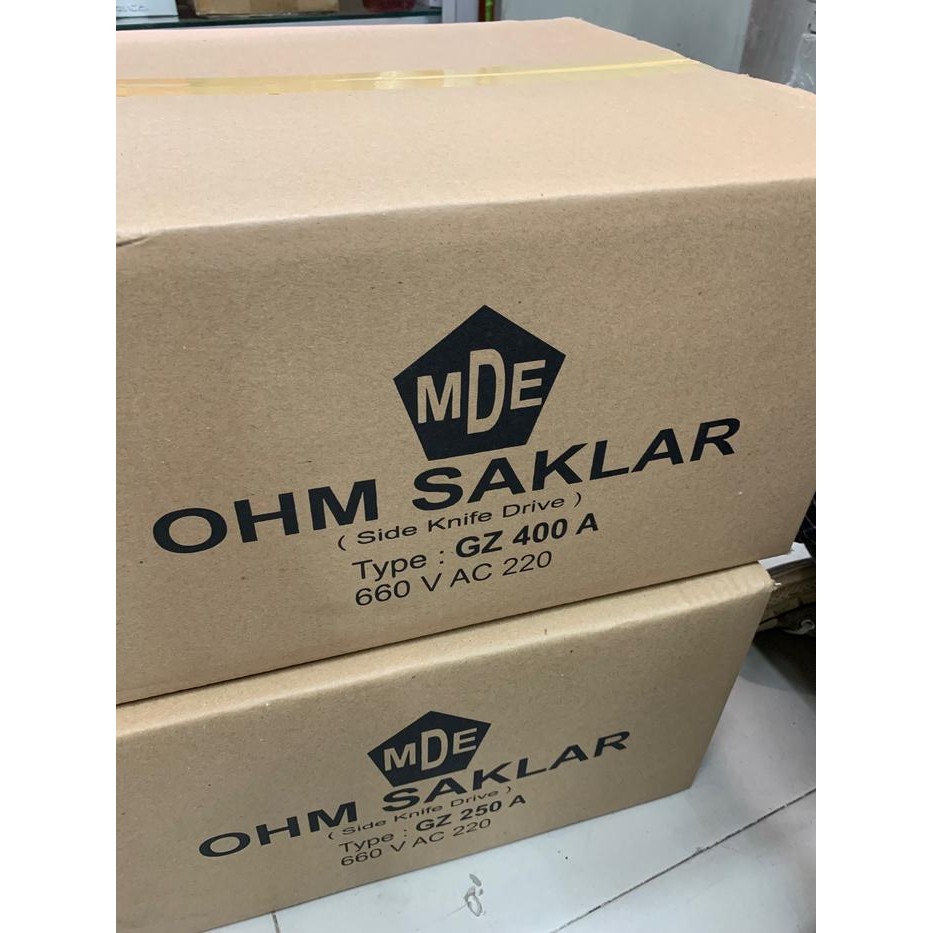 MDE
OHM SAKLAR
( Side Knife Drive )
Type : GZ 400 A
660 V AC 220
MDE
OHM SAKLAR
( Side Knife Drive )
Type : GZ 250 A
660 V AC 220